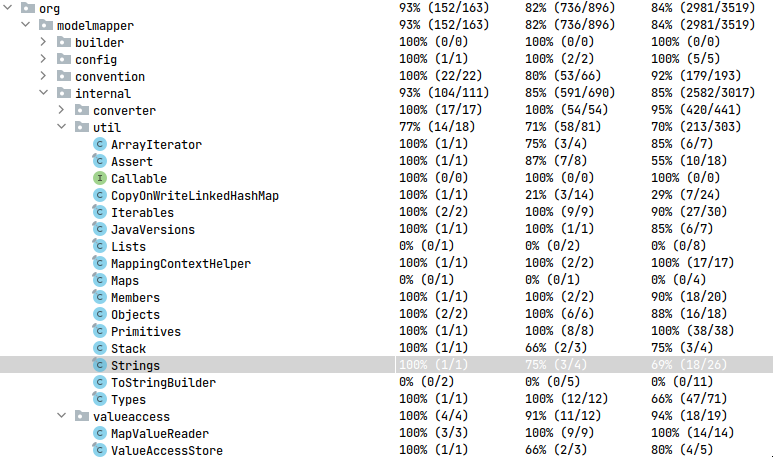 org 93% (152/163) 82% (736/896) 84% (2981/3519)
modelmapper 93% (152/163) 82% (736/896) 84% (2981/3519)
builder 100% (0/0) 100% (0/0) 100% (0/0)
config 100% (1/1) 100% (2/2) 100% (5/5)
convention 100% (22/22) 80% (53/66) 92% (179/193)
internal 93% (104/111) 85% (591/690) 85% (2582/3017)
converter 100% (17/17) 100% (54/54) 95% (420/441)
util 77% (14/18) 71% (58/81) 70% (213/303)
ArrayIterator 100% (1/1) 75% (3/4) 85% (6/7)
Assert 100% (1/1) 87% (7/8) 55% (10/18)
Callable 100% (0/0) 100% (0/0) 100% (0/0)
CopyOnWriteLinkedHashMap 100% (1/1) 21% (3/14) 29% (7/24)
Iterables 100% (2/2) 100% (9/9) 90% (27/30)
JavaVersions 100% (1/1) 100% (1/1) 85% (6/7)
Lists 0% (0/1) 0% (0/2) 0% (0/8)
MappingContextHelper 100% (1/1) 100% (2/2) 100% (17/17)
Maps 0% (0/1) 0% (0/1) 0% (0/4)
Members 100% (1/1) 100% (2/2) 90% (18/20)
Objects 100% (2/2) 100% (6/6) 88% (16/18)
Primitives 100% (1/1) 100% (8/8) 100% (38/38)
Stack 100% (1/1) 66% (2/3) 75% (3/4)
Strings 100% (1/1) 75% (3/4) 69% (18/26)
ToStringBuilder 0% (0/2) 0% (0/5) 0% (0/11)
Types 100% (1/1) 100% (12/12) 66% (47/71)
valueaccess 100% (4/4) 91% (11/12) 94% (18/19)
MapValueReader 100% (3/3) 100% (9/9) 100% (14/14)
ValueAccessStore 100% (1/1) 66% (2/3) 80% (4/5)